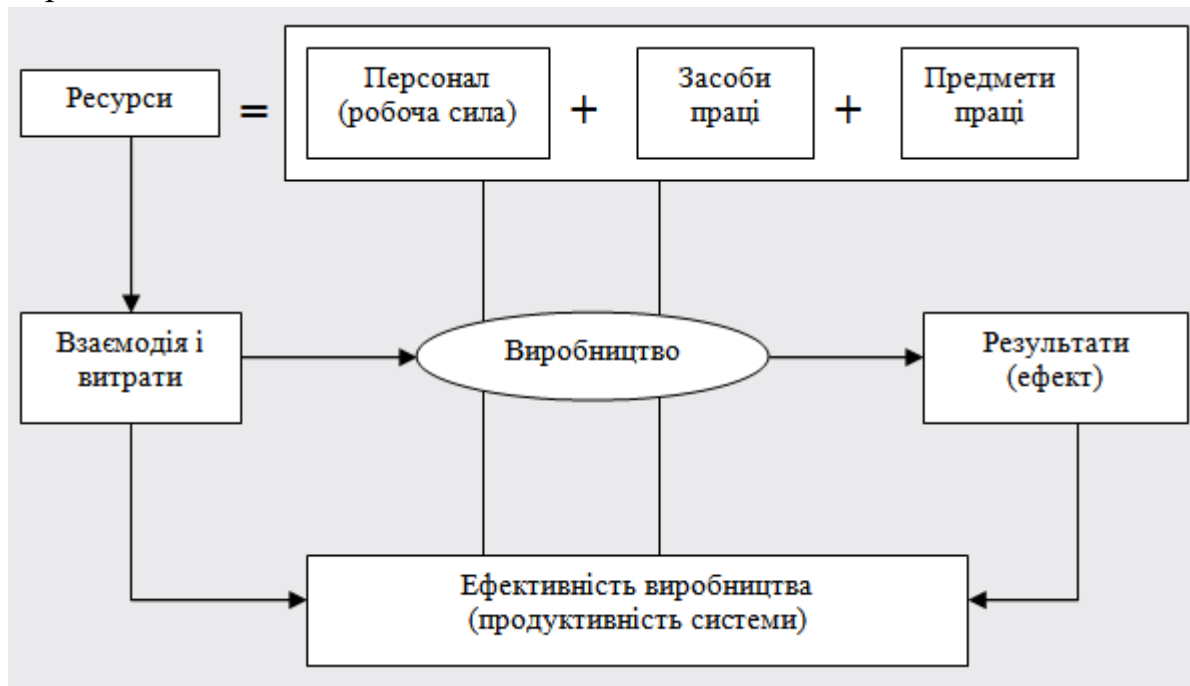 Ресурси
=
Персонал
(робоча сила)
+
Засоби
праці
+
Предмети
праці
Взаємодія і
витрати
Виробництво
Результати
(ефект)
Ефективність виробництва
(продуктивність системи)